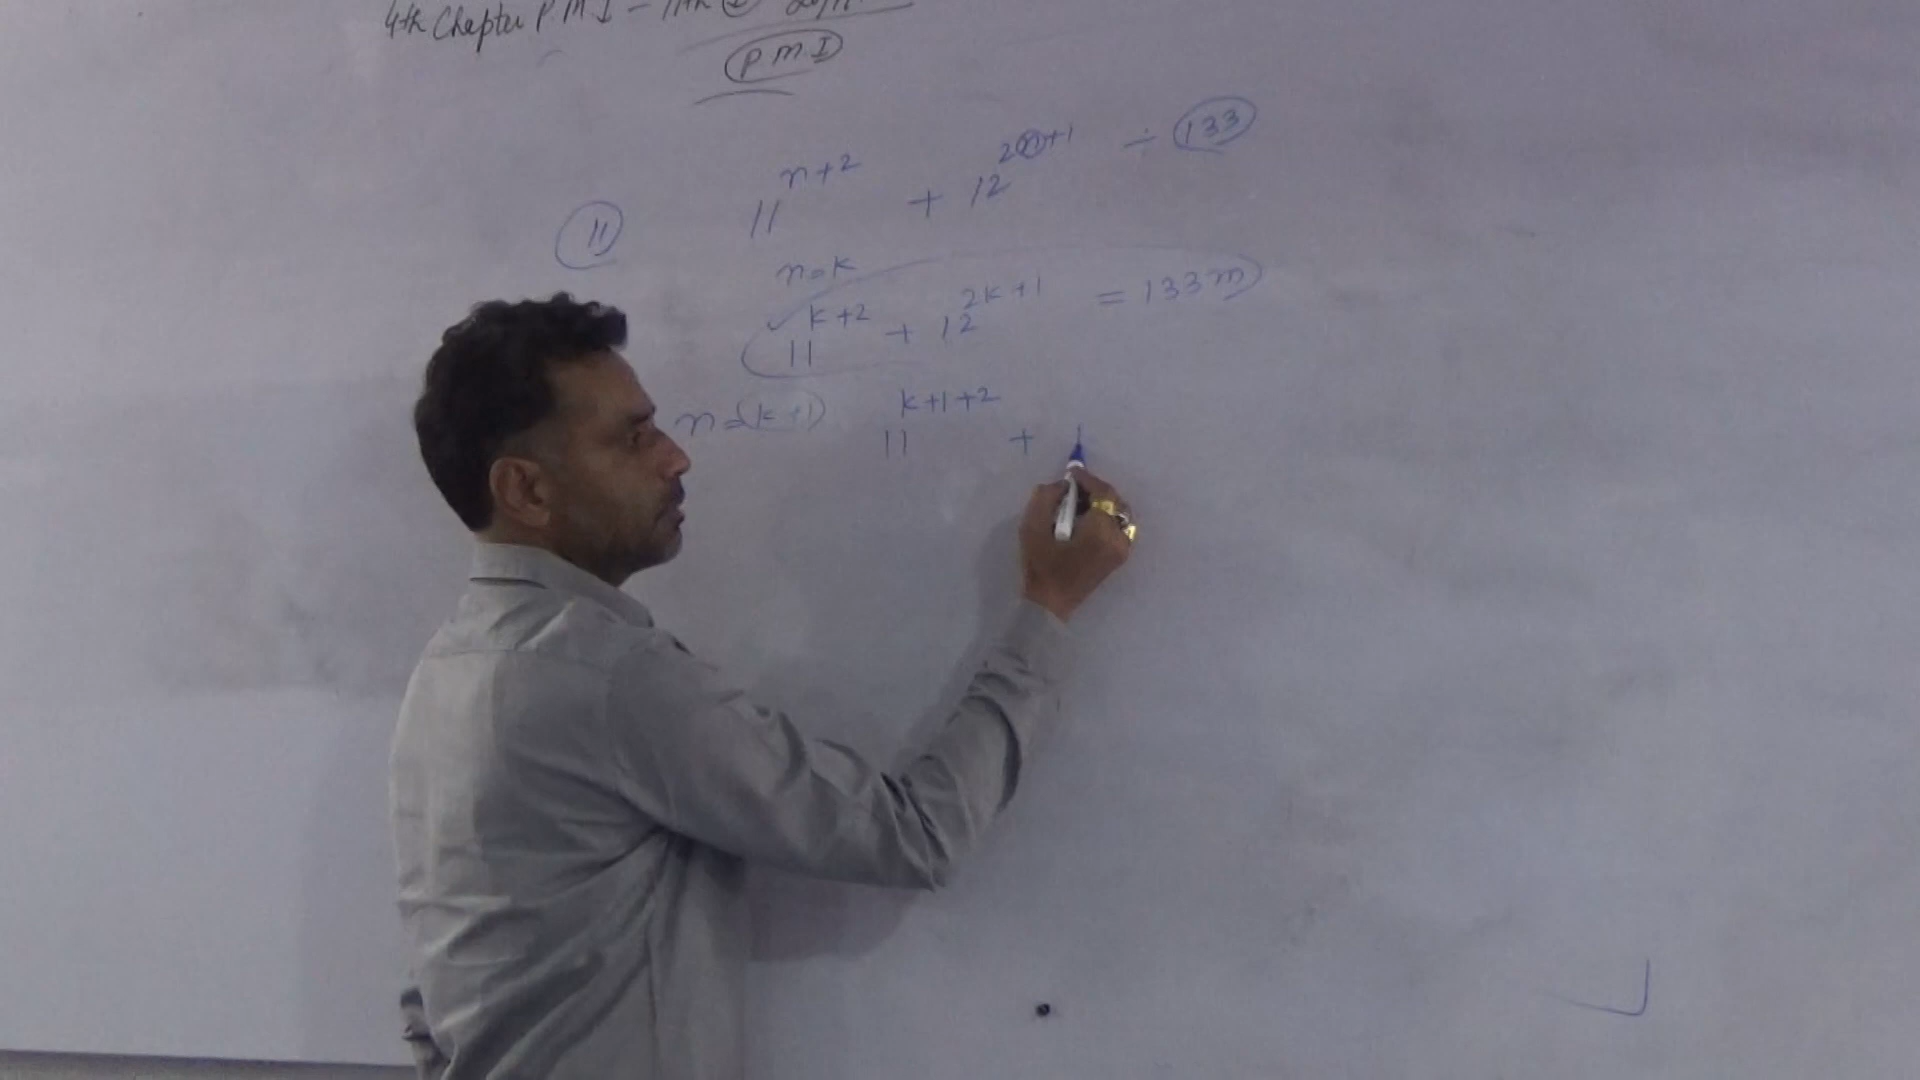 4th Chapter P.M.I - 11th
P M I
11 11^{n+2} + 12^{2n+1} ÷ 133
n=k
11^{k+2} + 12^{2k+1} = 133m
n=(k+1) 11^{k+1+2} + 1